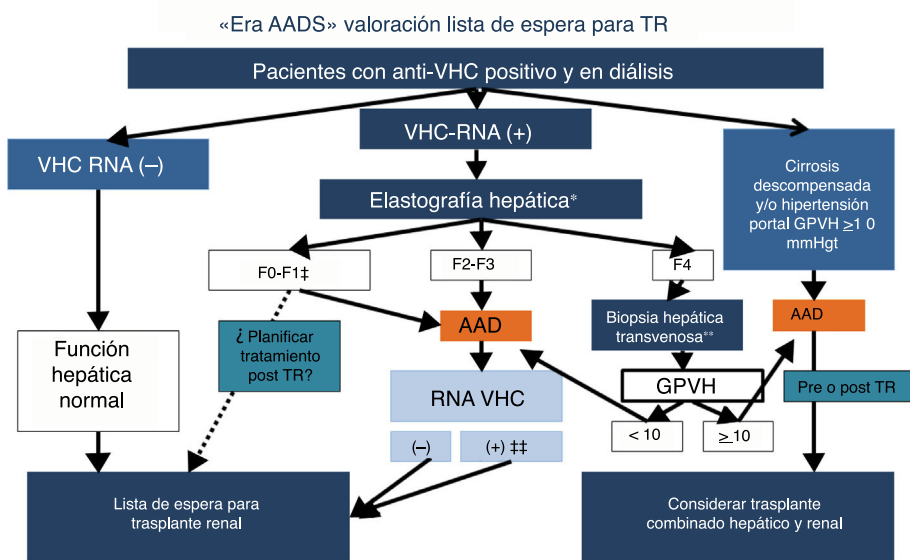 «Era AADS» valoración lista de espera para TR
Pacientes con anti-VHC positivo y en diálisis
VHC RNA (–)
VHC-RNA (+)
Cirrosis
descompensada
y/o hipertensión
portal GPVH ≥1 0
mmHgt
Elastografía hepática*
F0-F1‡
F2-F3
F4
¿ Planificar
tratamiento
post TR?
AAD
Biopsia hepática
transvenosa**
AAD
Función
hepática
normal
RNA VHC
GPVH
Pre o post TR
(–)
(+) ‡‡
< 10
≥ 10
Lista de espera para
trasplante renal
Considerar trasplante
combinado hepático y renal